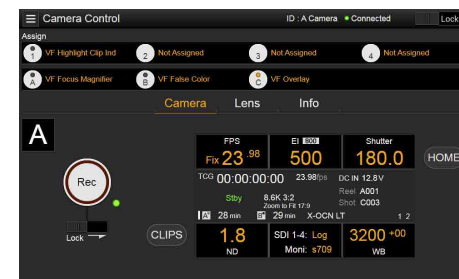 Camera Control ID : A Camera Connected Lock
Assign
1 VF Highlight Clip Ind 2 Not Assigned 3 Not Assigned 4 Not Assigned
A VF Focus Magnifier B VF False Color C VF Overlay
Camera Lens Info
A
FPS EI 800 Shutter
Fix 23 .98 500 180.0 HOME
TCG 00:00:00:00 23.98fps DC IN 12.8V
Rec
Stby 8.6K 3:2 Reel A001
Zoom to Fit 17:9 Shot C003
A 28 min B 29 min X-OCN LT 1 2
Lock CLIPS
1.8 SDI 1-4: Log 3200 +00
ND Moni: s709 WB